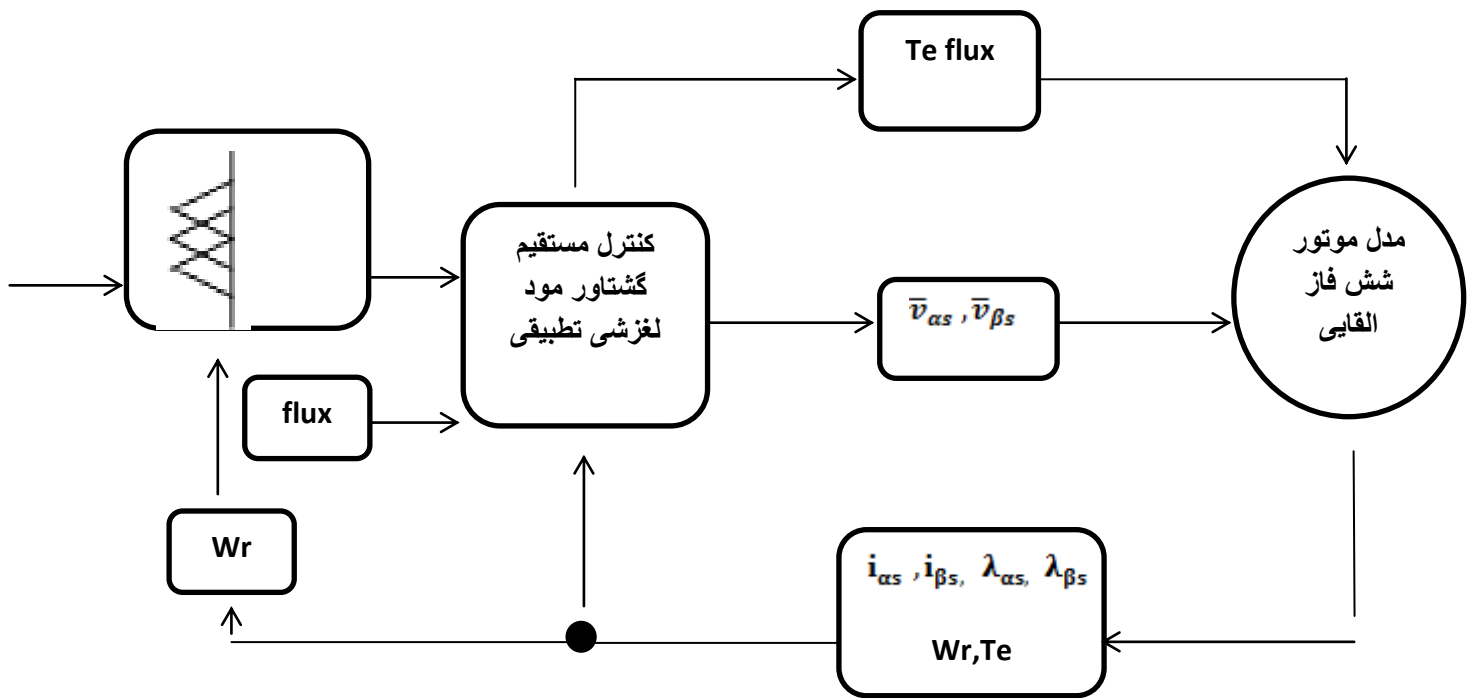 Te flux
کنترل مستقیم
گشتاور مود
لغزشی تطبیقی
مدل موتور
شش فاز
القایی
v̅αs ,v̅βs
flux
Wr
iαs ,iβs, λαs, λβs
Wr,Te